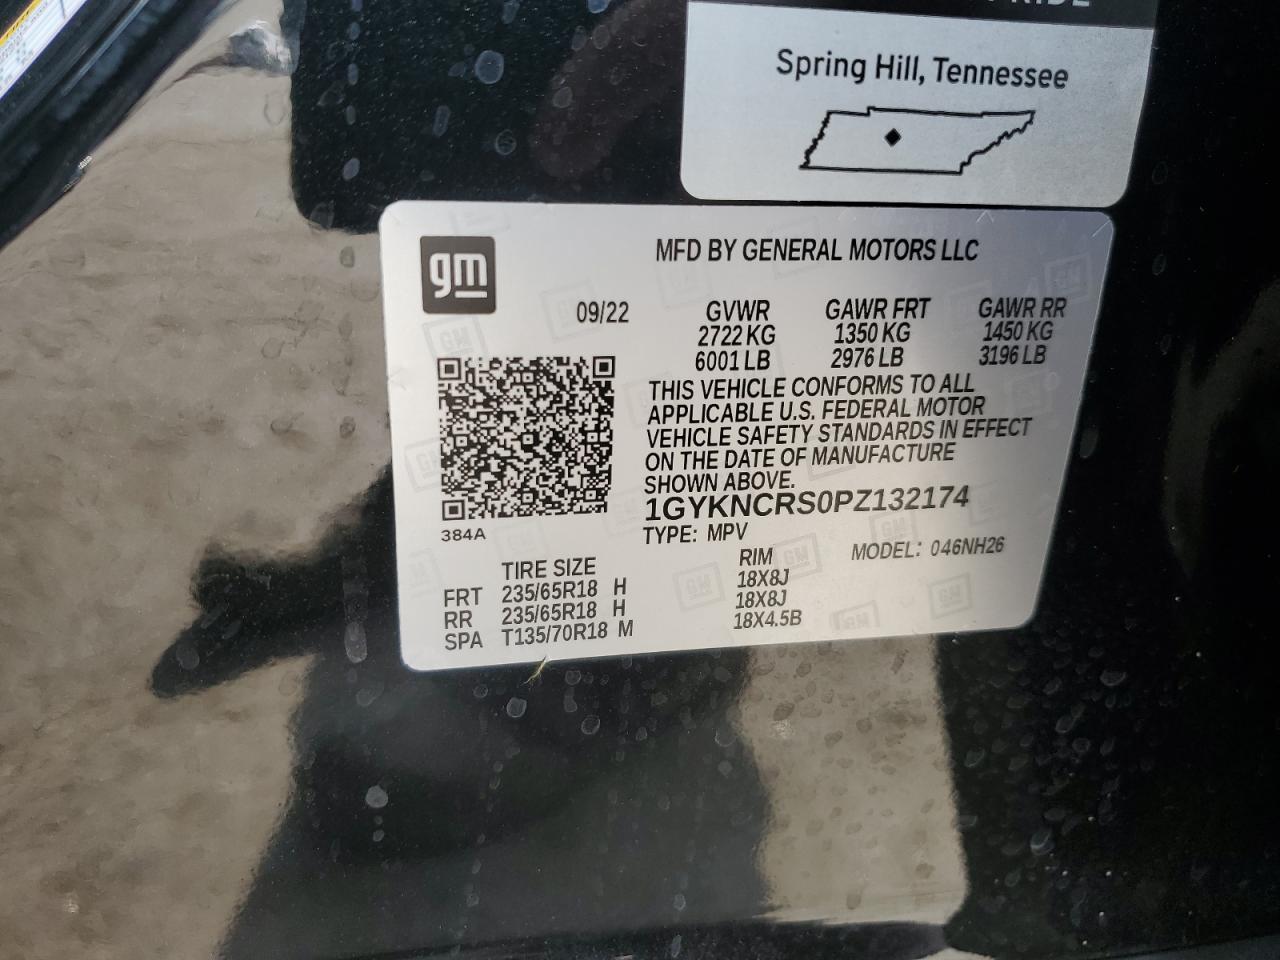 Spring Hill, Tennessee
gm
MFD BY GENERAL MOTORS LLC
09/22 GVWR GAWR FRT GAWR RR
2722 KG 1350 KG 1450 KG
6001 LB 2976 LB 3196 LB
THIS VEHICLE CONFORMS TO ALL
APPLICABLE U.S. FEDERAL MOTOR
VEHICLE SAFETY STANDARDS IN EFFECT
ON THE DATE OF MANUFACTURE
SHOWN ABOVE.
1GYKNCRS0PZ132174
384A
TYPE: MPV MODEL: 046NH26
TIRE SIZE RIM
FRT 235/65R18 H 18X8J
RR 235/65R18 H 18X8J
SPA T135/70R18 M 18X4.5B